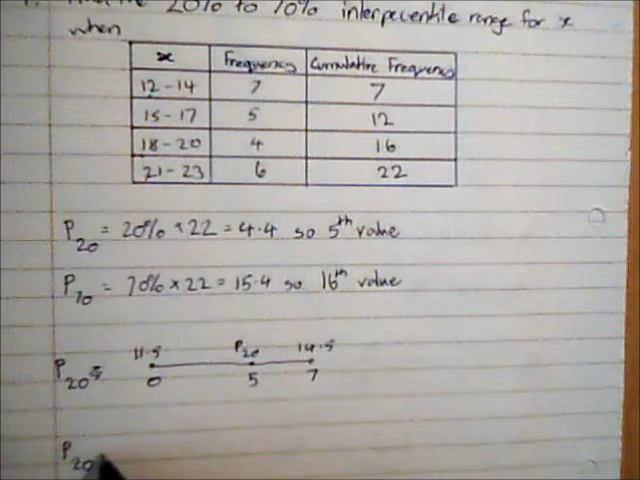 20% to 70% interpercentile range for x
when
x Frequency Cumulative Frequency
12-14 7 7
15-17 5 12
18-20 4 16
21-23 6 22
P20 = 20% × 22 = 4.4 so 5th value
P70 = 70% × 22 = 15.4 so 16th value
11.5 P20 14.5
P20 =
0 5 7
P20